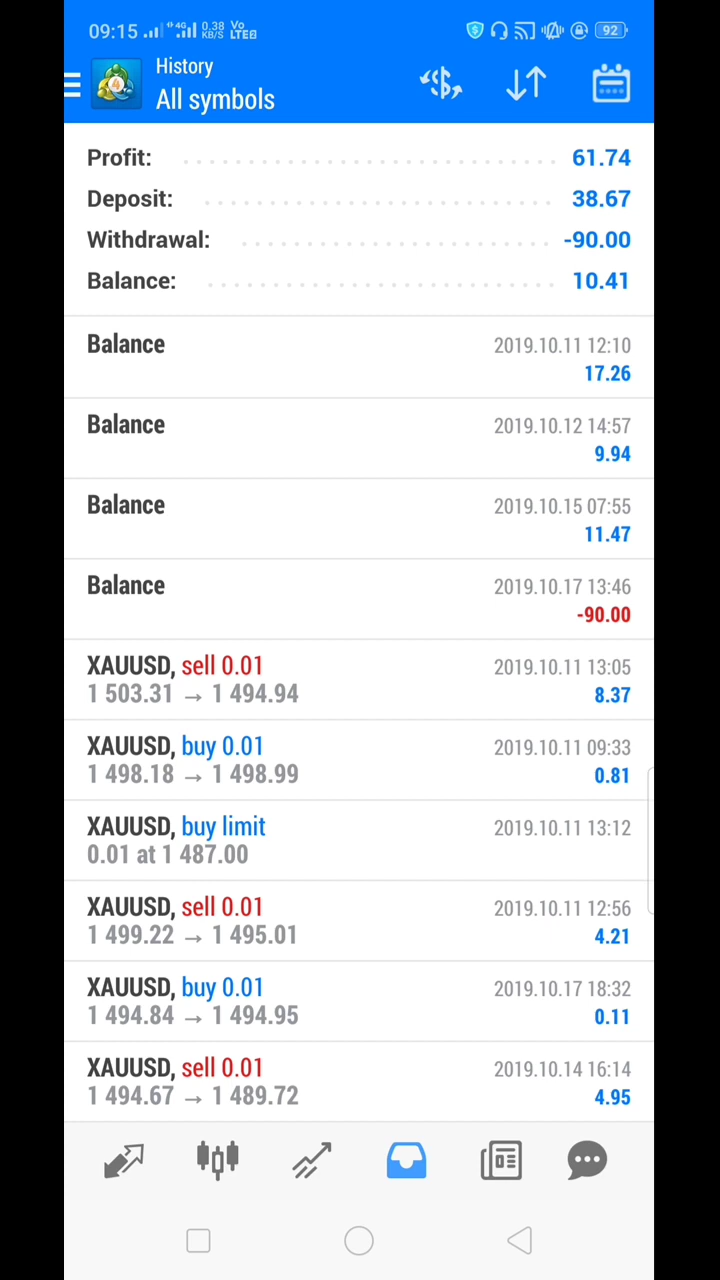 09:15 4G 0.38 KB/S Vo LTE2 92
History
All symbols
Profit: 61.74
Deposit: 38.67
Withdrawal: -90.00
Balance: 10.41
Balance 2019.10.11 12:10
17.26
Balance 2019.10.12 14:57
9.94
Balance 2019.10.15 07:55
11.47
Balance 2019.10.17 13:46
-90.00
XAUUSD, sell 0.01 2019.10.11 13:05
1 503.31 → 1 494.94 8.37
XAUUSD, buy 0.01 2019.10.11 09:33
1 498.18 → 1 498.99 0.81
XAUUSD, buy limit 2019.10.11 13:12
0.01 at 1 487.00
XAUUSD, sell 0.01 2019.10.11 12:56
1 499.22 → 1 495.01 4.21
XAUUSD, buy 0.01 2019.10.17 18:32
1 494.84 → 1 494.95 0.11
XAUUSD, sell 0.01 2019.10.14 16:14
1 494.67 → 1 489.72 4.95